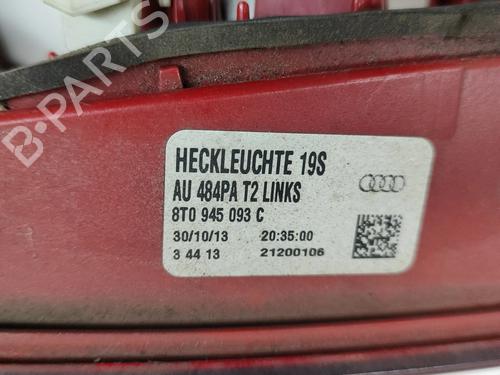 B-PARTS
HECKLEUCHTE 19S
AU 484PA T2 LINKS
8T0 945 093 C
30/10/13 20:35:00
3 44 13 21200106